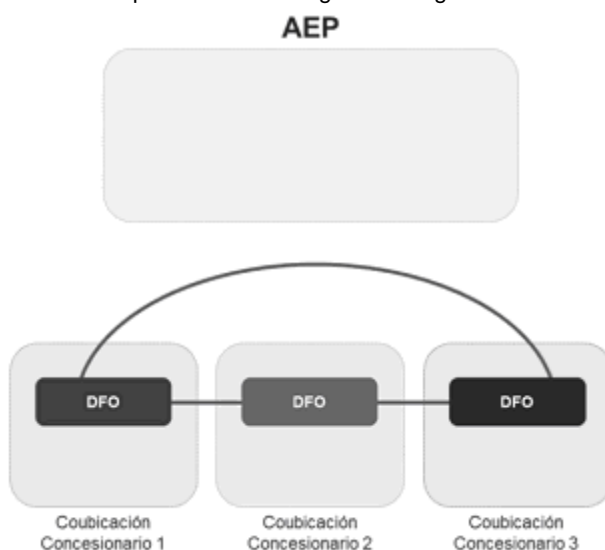 AEP
DFO
DFO
DFO
Coubicación
Concesionario 1
Coubicación
Concesionario 2
Coubicación
Concesionario 3